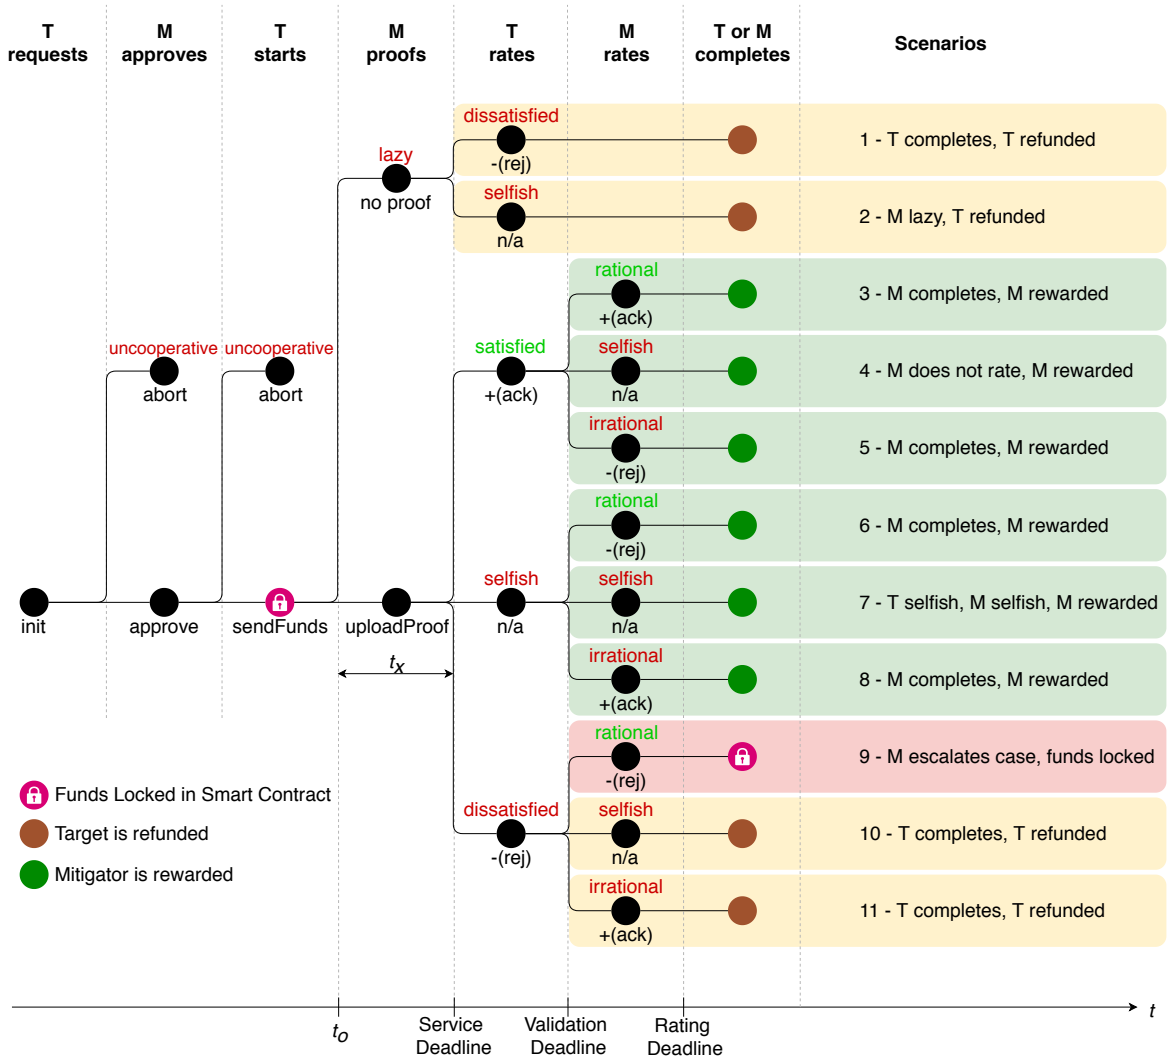 T
requests
M
approves
T
starts
M
proofs
T
rates
M
rates
T or M
completes
Scenarios
dissatisfied
-(rej)
1 - T completes, T refunded
lazy
no proof
selfish
n/a
2 - M lazy, T refunded
rational
+(ack)
3 - M completes, M rewarded
uncooperative
abort
uncooperative
abort
satisfied
+(ack)
selfish
n/a
4 - M does not rate, M rewarded
irrational
-(rej)
5 - M completes, M rewarded
rational
-(rej)
6 - M completes, M rewarded
init
approve
sendFunds
uploadProof
selfish
n/a
selfish
n/a
7 - T selfish, M selfish, M rewarded
tx
irrational
+(ack)
8 - M completes, M rewarded
rational
-(rej)
9 - M escalates case, funds locked
Funds Locked in Smart Contract
Target is refunded
Mitigator is rewarded
dissatisfied
-(rej)
selfish
n/a
10 - T completes, T refunded
irrational
+(ack)
11 - T completes, T refunded
to
Service
Deadline
Validation
Deadline
Rating
Deadline
t